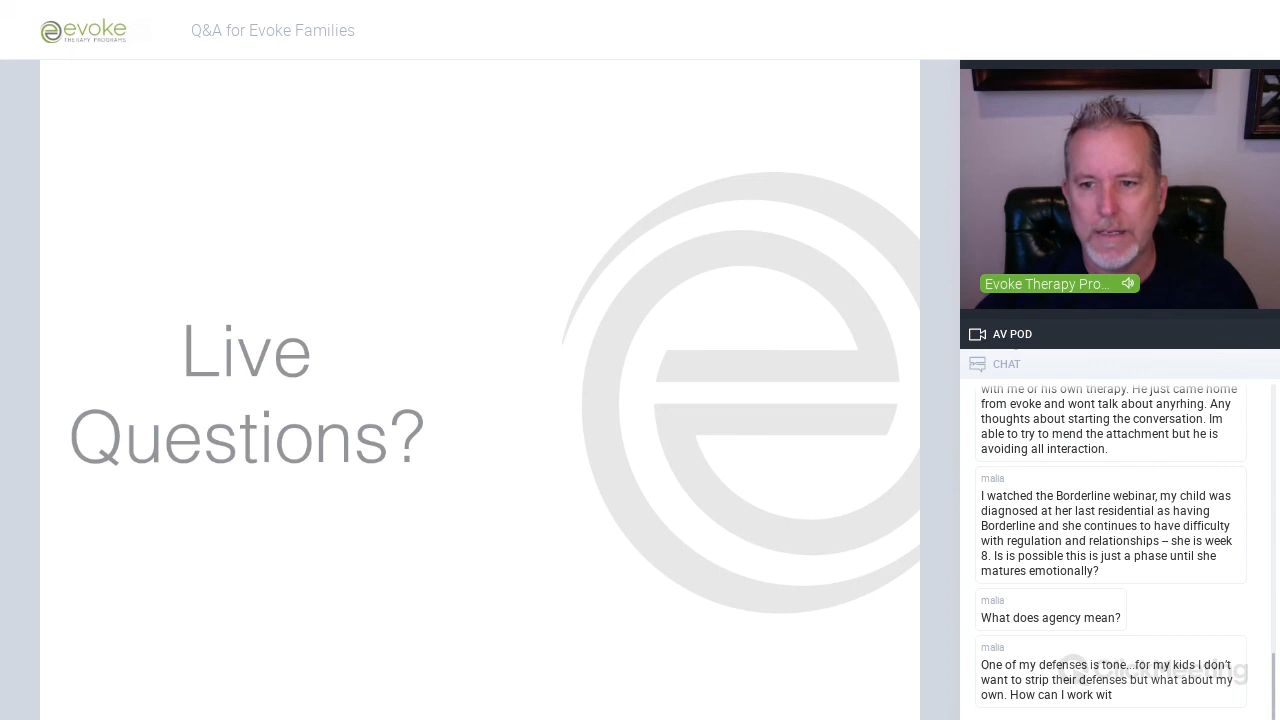 evoke
THERAPY PROGRAMS
Q&A for Evoke Families
Live
Questions?
Evoke Therapy Pro...
AV POD
CHAT
with me or his own therapy. He just came home
from evoke and wont talk about anyrhing. Any
thoughts about starting the conversation. Im
able to try to mend the attachment but he is
avoiding all interaction.
malia
I watched the Borderline webinar, my child was
diagnosed at her last residential as having
Borderline and she continues to have difficulty
with regulation and relationships – she is week
8. Is is possible this is just a phase until she
matures emotionally?
malia
What does agency mean?
malia
One of my defenses is tone...for my kids I don't
want to strip their defenses but what about my
own. How can I work wit
ClickMeeting